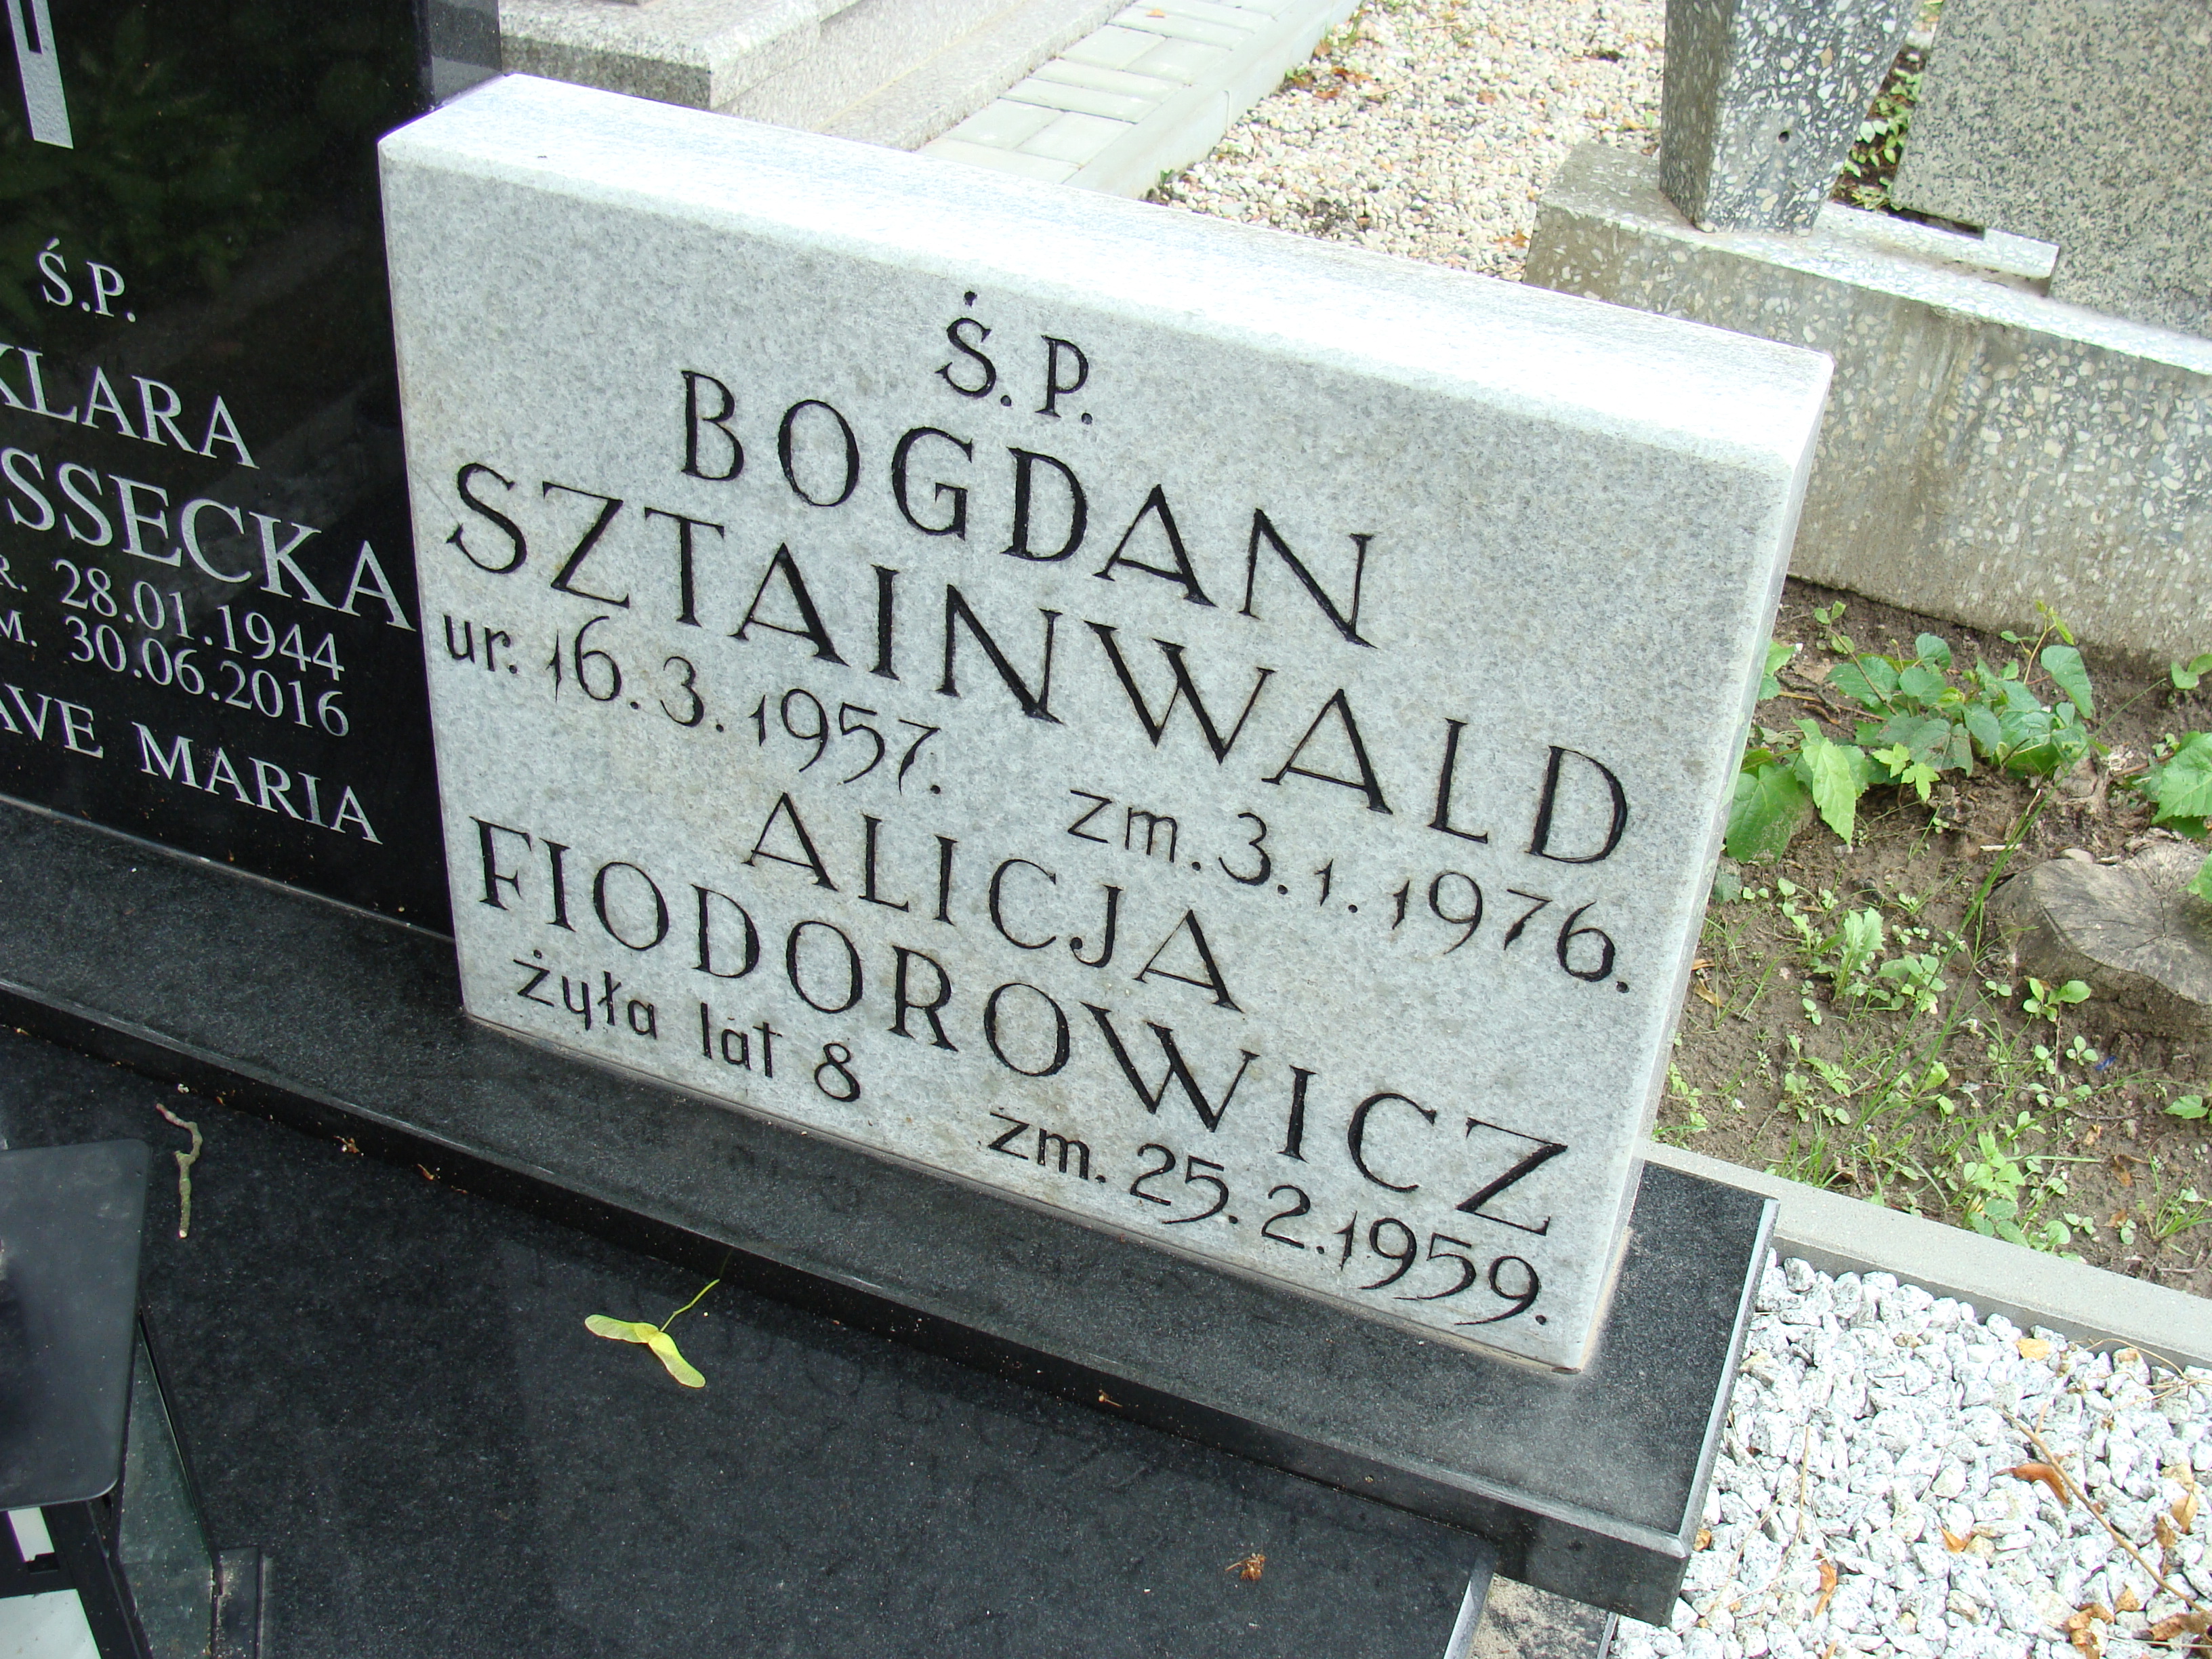 Ś.P.
KLARA
SSECKA
R. 28.01.1944
M. 30.06.2016
AVE MARIA
Ś.P.
BOGDAN
SZTAINWALD
ur. 16.3.1957. zm. 3.1.1976.
ALICJA
FIODOROWICZ
żyła lat 8 zm. 25.2.1959.